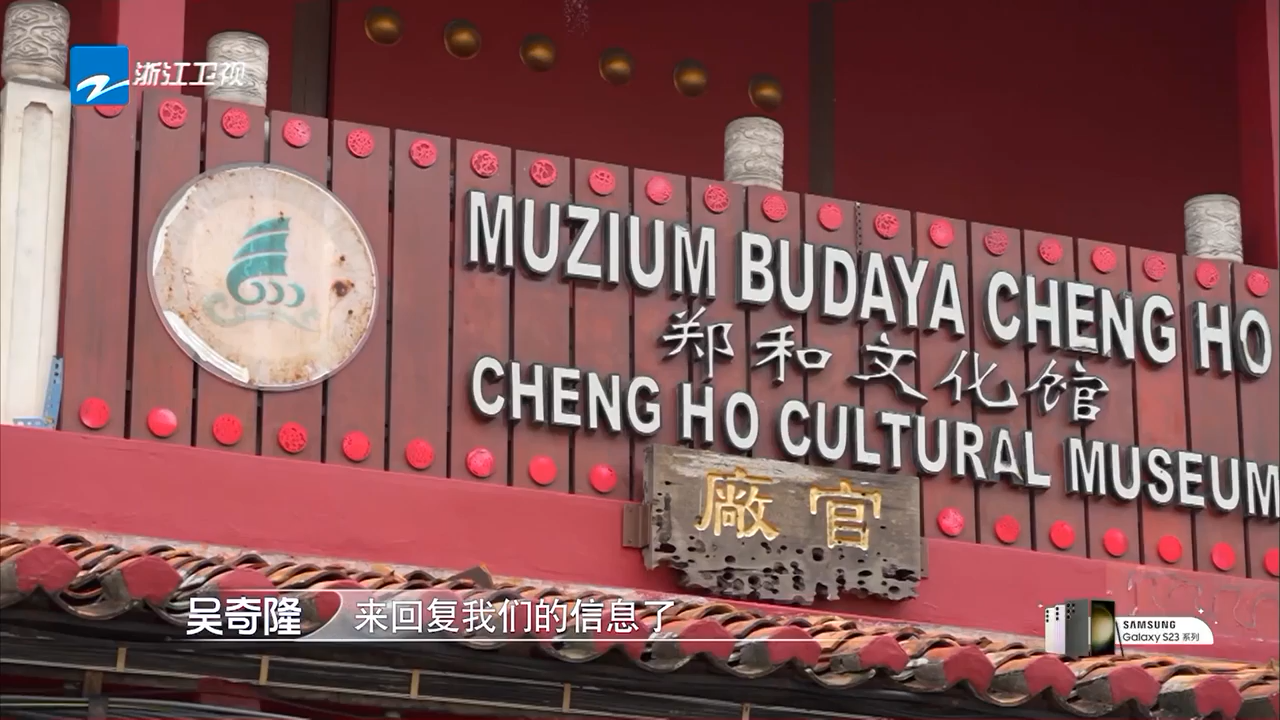 浙江卫视
MUZIUM BUDAYA CHENG HO
郑和文化馆
CHENG HO CULTURAL MUSEUM
廠官
吴奇隆 来回复我们的信息了
SAMSUNG
Galaxy S23 系列